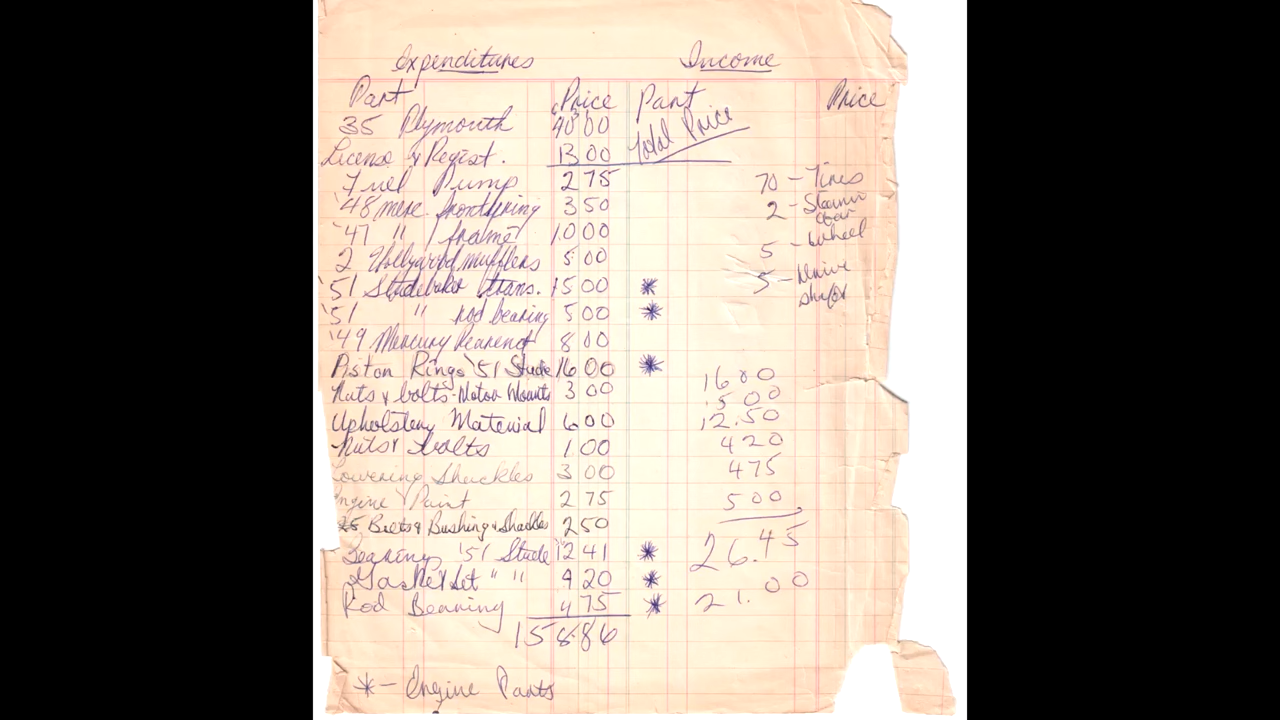 Expenditures Income
Part Price Part Price
35 Plymouth 40 00 Total Price
License & Regist. 13 00
Fuel Pump 2 75 70 - Tires
'48 merc. frontspring 3 50 2 - gear
'47 " frame 10 00 5 - wheel
2 Hollywood mufflers 5 00
'51 Studebaker trans. 15 00 * 5 - Drive shaft
'51 " rod bearing 5 00 *
'49 Mercury Rearend 8 00
Piston Rings '51 Stude 16 00 * 16 00
Nuts & bolts - Motor Mounts 3 00 5 00
Upholstery Material 6 00 12.50
Nuts & bolts 1.00 4 20
Lowering Shackles 3 00 4 75
Engine Paint 2 75 5 00
Bolts & Bushing & Shackles 2 50
Bearing '51 Stude 12 41 * 26.45
Gasket Set " " 4 20 *
Rod Bearing 4 75 * 21.00
158 86
* - Engine Parts